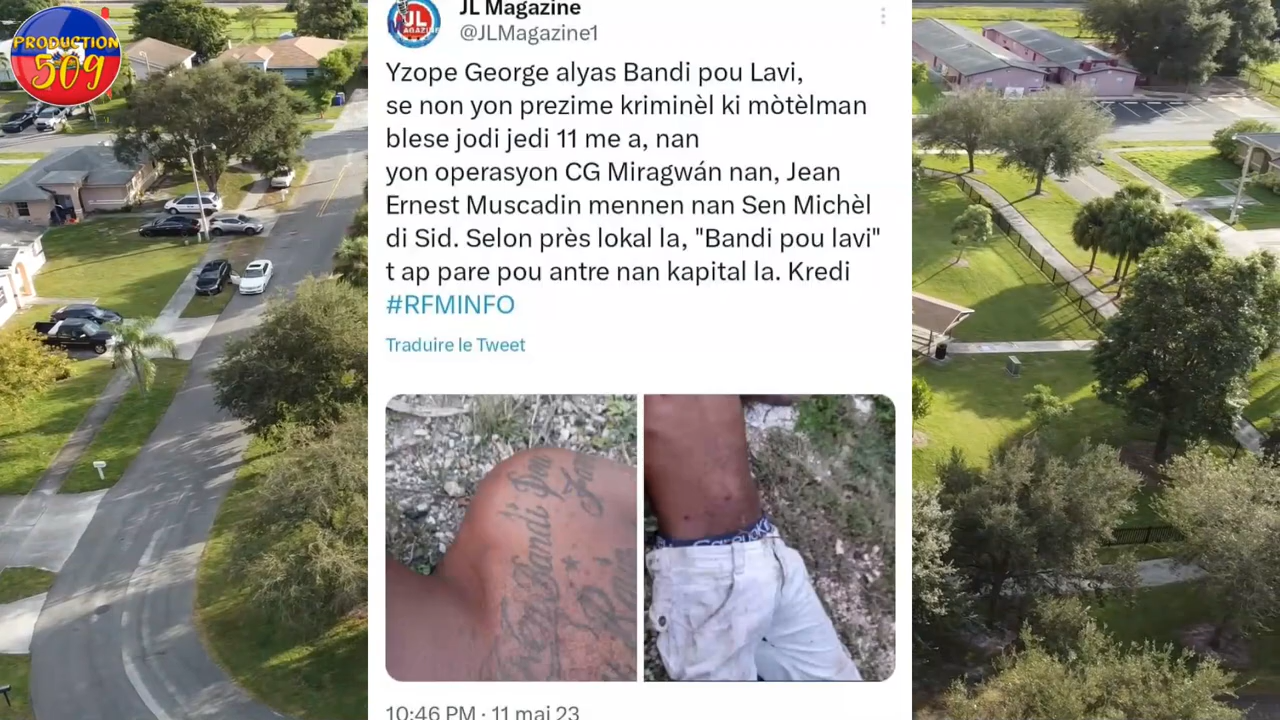 PRODUCTION
509
JL
AGAZINE
JL Magazine
@JLMagazine1
Yzope George alyas Bandi pou Lavi,
se non yon prezime kriminèl ki mòtèlman
blese jodi jedi 11 me a, nan
yon operasyon CG Miragwán nan, Jean
Ernest Muscadin mennen nan Sen Michèl
di Sid. Selon près lokal la, "Bandi pou lavi"
t ap pare pou antre nan kapital la. Kredi
#RFMINFO
Traduire le Tweet
Bandi
10:46 PM · 11 mai 23